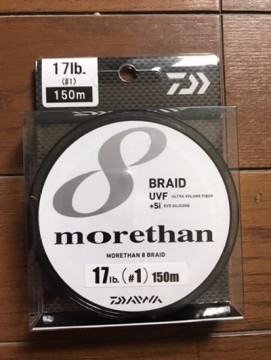 17lb.
(#1)
150m
8
BRAID
UVF ULTRA VOLUME FIBER
+Si EVO SILICONE
morethan
MORETHAN 8 BRAID
17lb.(#1) 150m
DAIWA